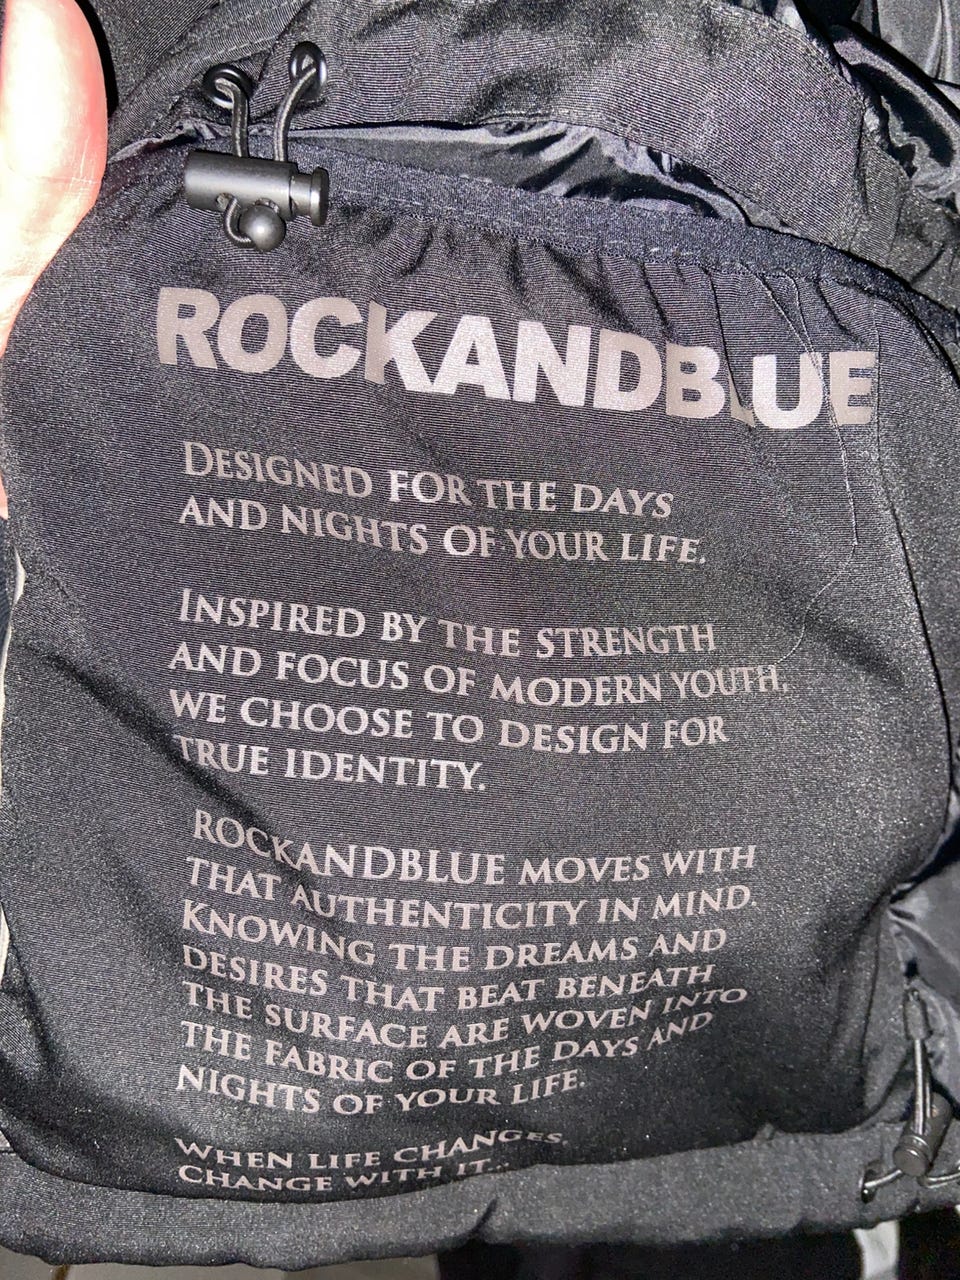 ROCKANDBLUE
DESIGNED FOR THE DAYS
AND NIGHTS OF YOUR LIFE.
INSPIRED BY THE STRENGTH
AND FOCUS OF MODERN YOUTH,
WE CHOOSE TO DESIGN FOR
TRUE IDENTITY.
ROCKANDBLUE MOVES WITH
THAT AUTHENTICITY IN MIND.
KNOWING THE DREAMS AND
DESIRES THAT BEAT BENEATH
THE SURFACE ARE WOVEN INTO
THE FABRIC OF THE DAYS AND
NIGHTS OF YOUR LIFE.
WHEN LIFE CHANGES,
CHANGE WITH IT...